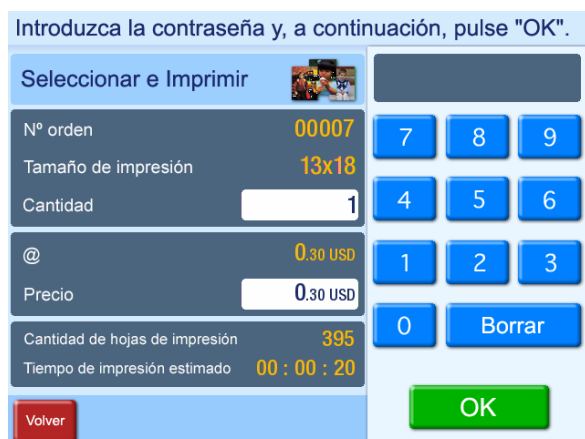 Introduzca la contraseña y, a continuación, pulse "OK".
Seleccionar e Imprimir
Nº orden 00007
Tamaño de impresión 13x18
Cantidad 1
@ 0.30 USD
Precio 0.30 USD
Cantidad de hojas de impresión 395
Tiempo de impresión estimado 00 : 00 : 20
Volver
7 8 9
4 5 6
1 2 3
0 Borrar
OK